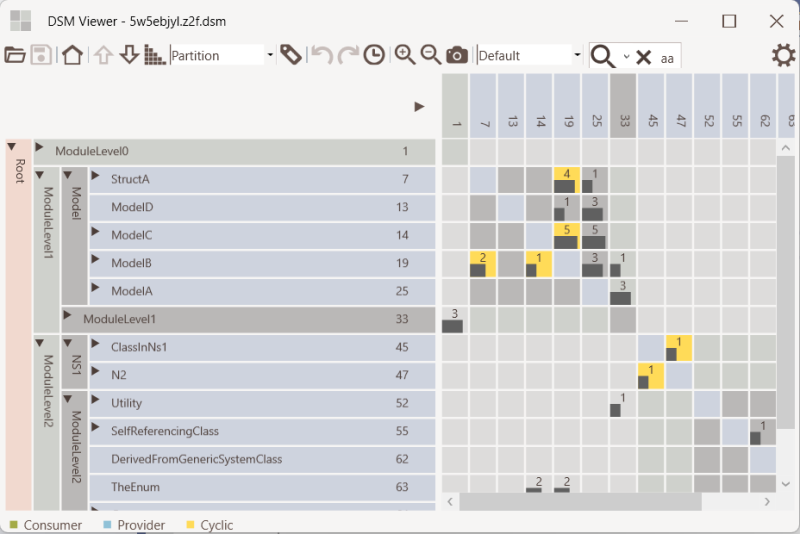 DSM Viewer - 5w5ebjyl.z2f.dsm
Partition Default aa
1 7 13 14 19 25 33 45 47 52 55 62 63
Root
ModuleLevel0 1
ModuleLevel1
Model
StructA 7 4 1
ModelD 13 1 3
ModelC 14 5 5
ModelB 19 2 1 3 1
ModelA 25 3
ModuleLevel1 33 3
ModuleLevel2
NS1
ClassInNs1 45 1
N2 47 1
ModuleLevel2
Utility 52 1
SelfReferencingClass 55 1
DerivedFromGenericSystemClass 62
TheEnum 63 2 2
Consumer Provider Cyclic